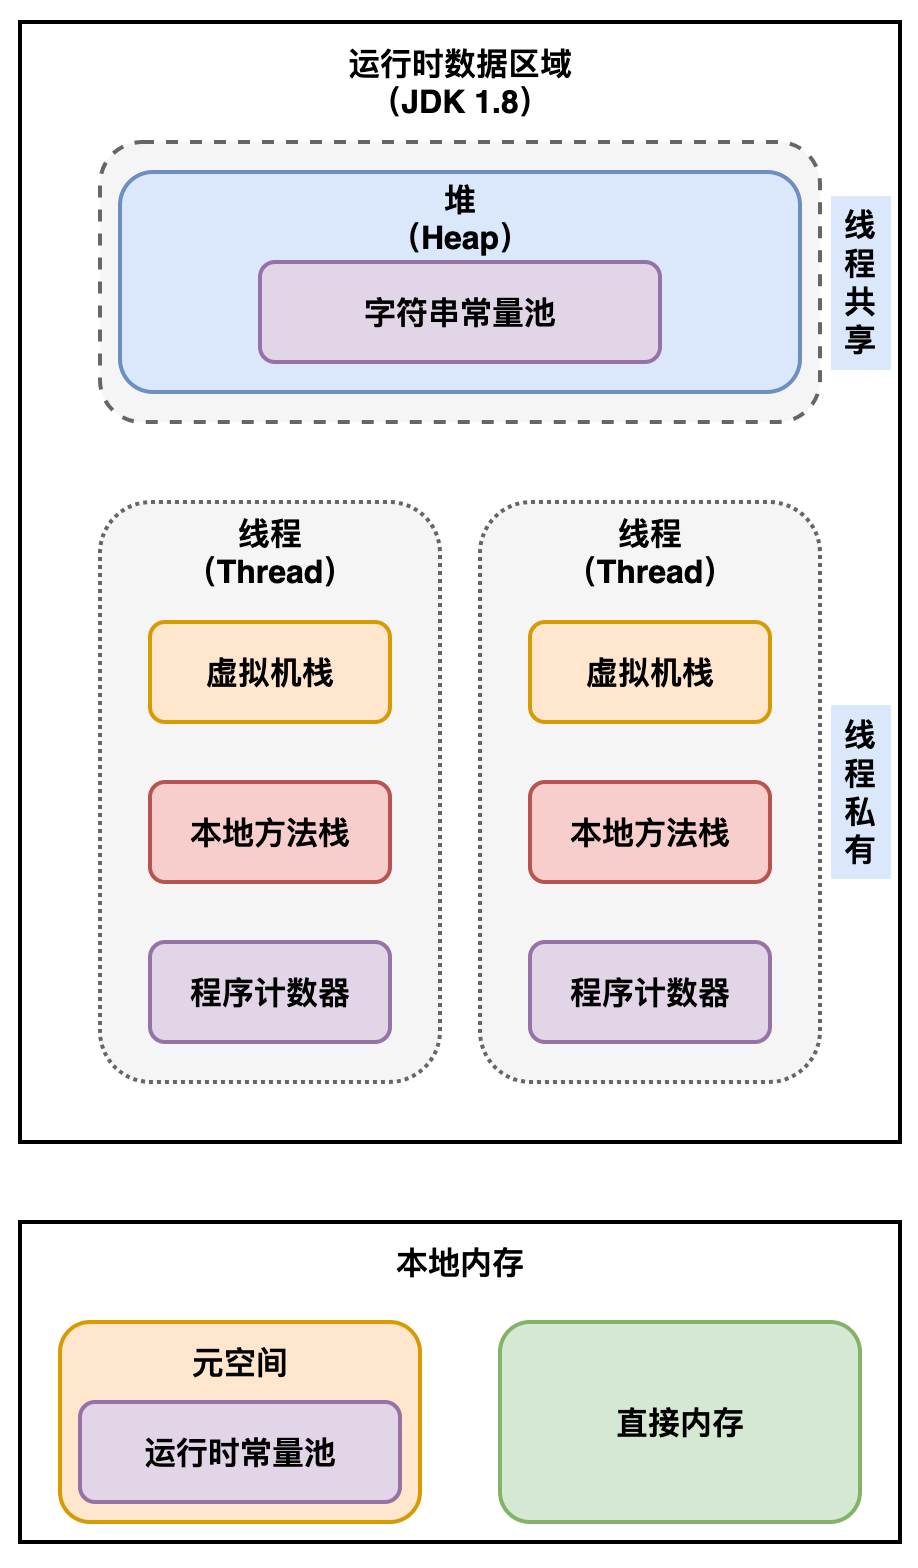 运行时数据区域
（JDK 1.8）
堆
（Heap）
字符串常量池
线
程
共
享
线程
（Thread）
虚拟机栈
本地方法栈
程序计数器
线程
（Thread）
虚拟机栈
本地方法栈
程序计数器
线
程
私
有
本地内存
元空间
运行时常量池
直接内存